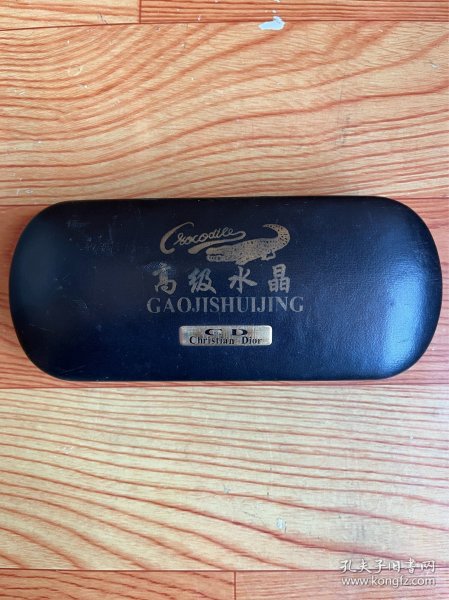 Crocodile
高级水晶
GAOJISHUIJING
CD
Christian Dior
孔夫子旧书网
www.kongfz.com